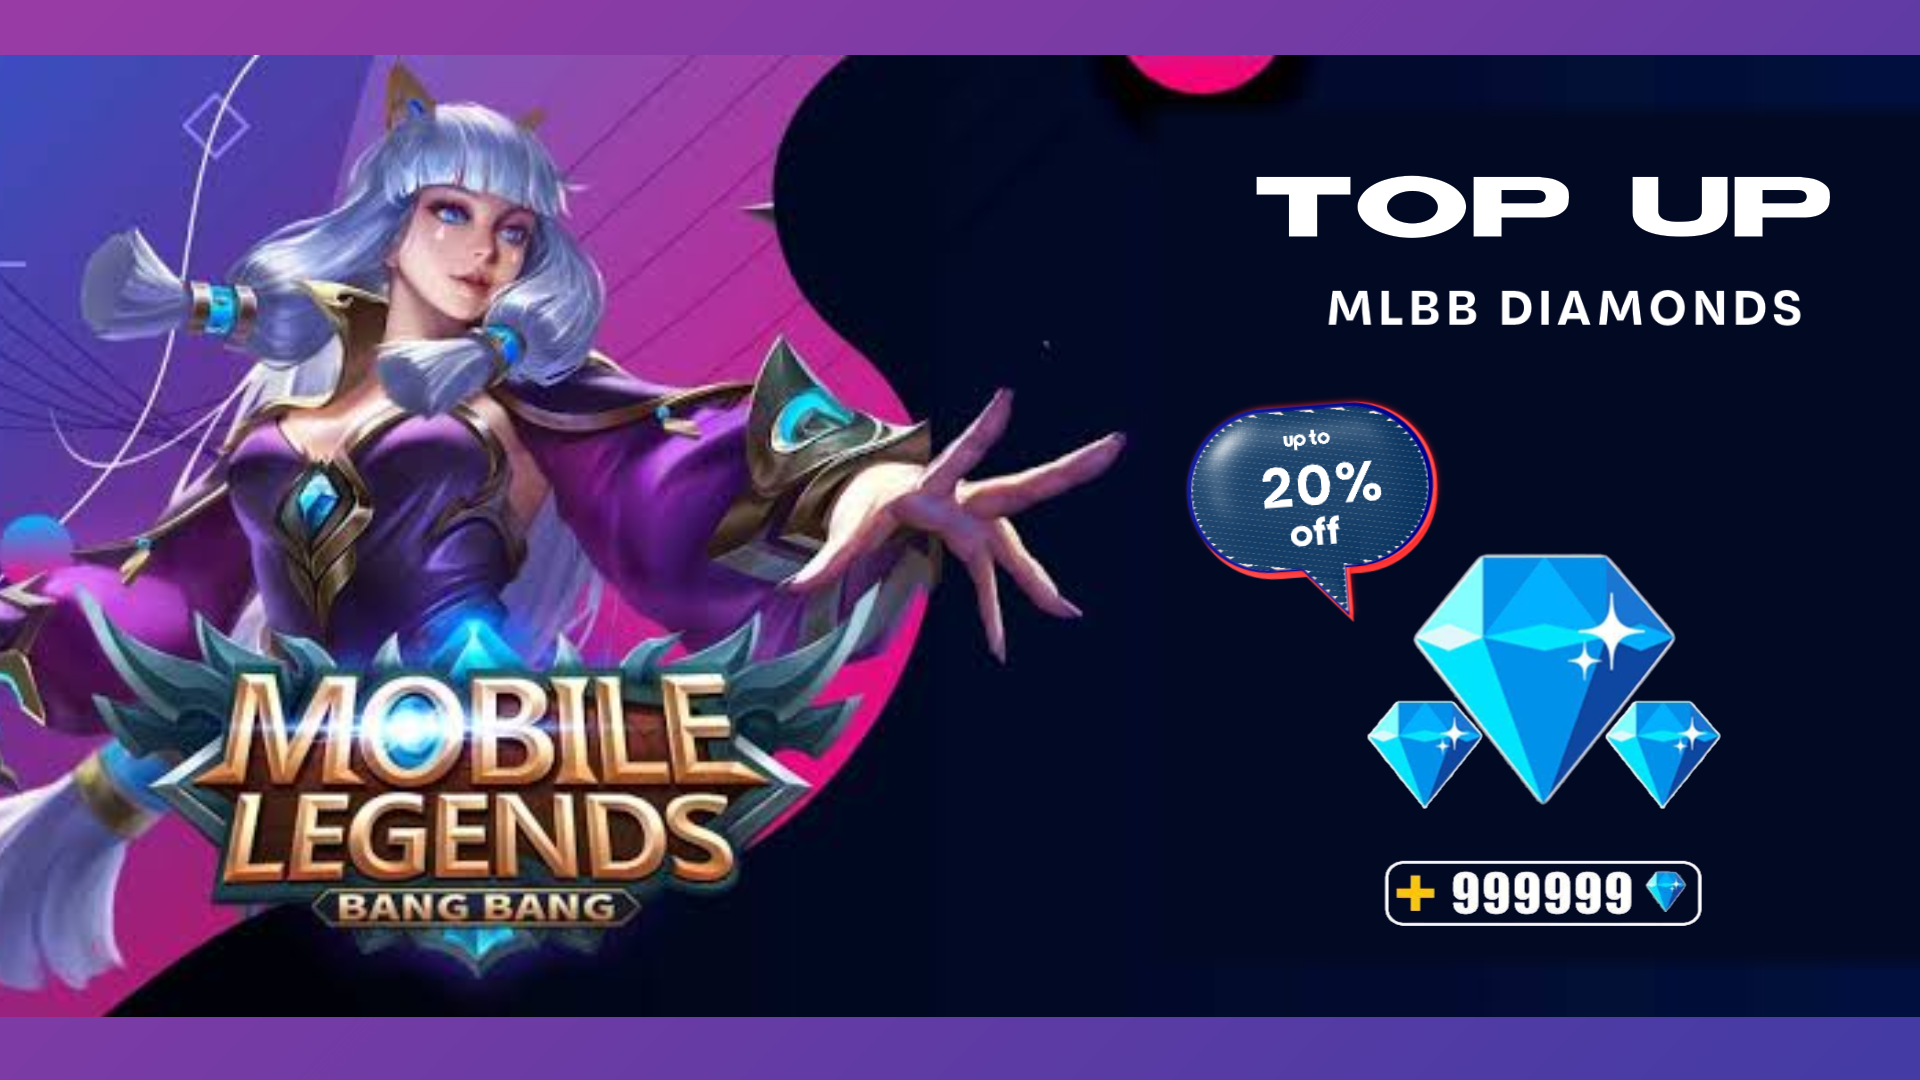 TOP UP
MLBB DIAMONDS
up to
20%
off
MOBILE
LEGENDS
BANG BANG
+ 999999